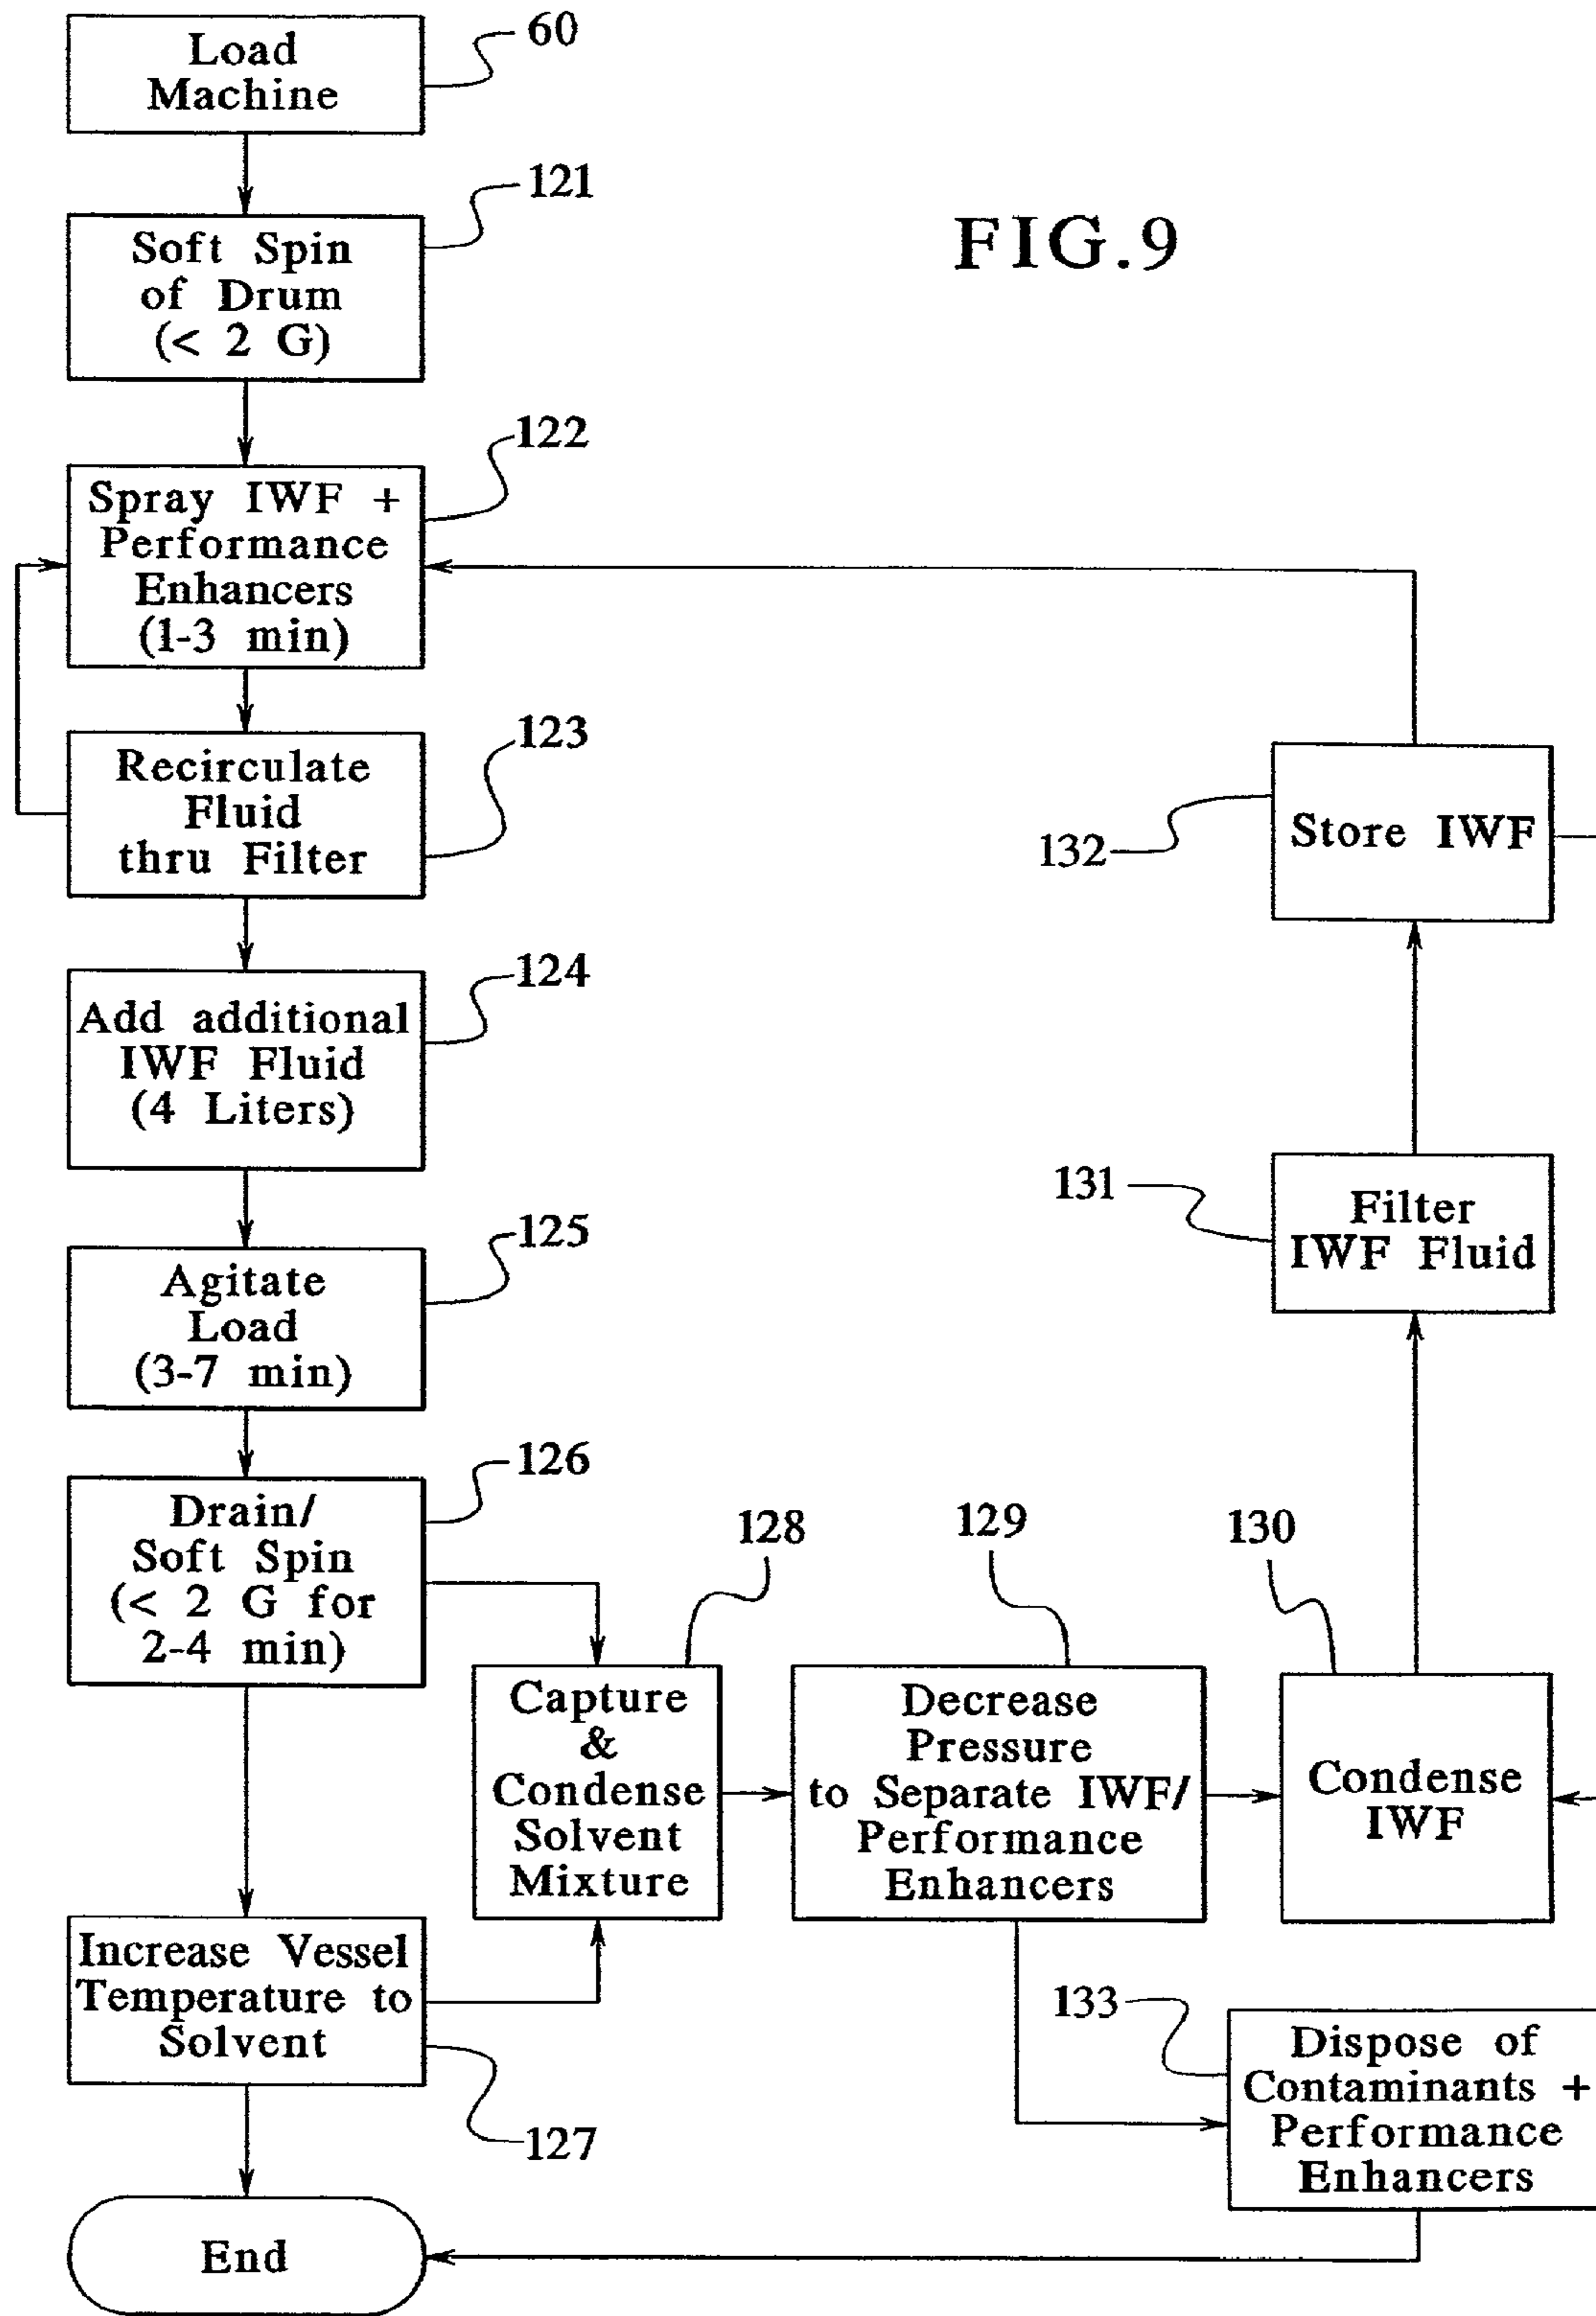 Load
Machine
60
Soft Spin
of Drum
(< 2 G)
121
FIG.9
Spray IWF +
Performance
Enhancers
(1-3 min)
122
Recirculate
Fluid
thru Filter
123
Add additional
IWF Fluid
(4 Liters)
124
Agitate
Load
(3-7 min)
125
Drain/
Soft Spin
(< 2 G for
2-4 min)
126
Increase Vessel
Temperature to
Solvent
127
End
Capture
&
Condense
Solvent
Mixture
128
Decrease
Pressure
to Separate IWF/
Performance
Enhancers
129
Condense
IWF
130
Filter
IWF Fluid
131
Store IWF
132
Dispose of
Contaminants +
Performance
Enhancers
133